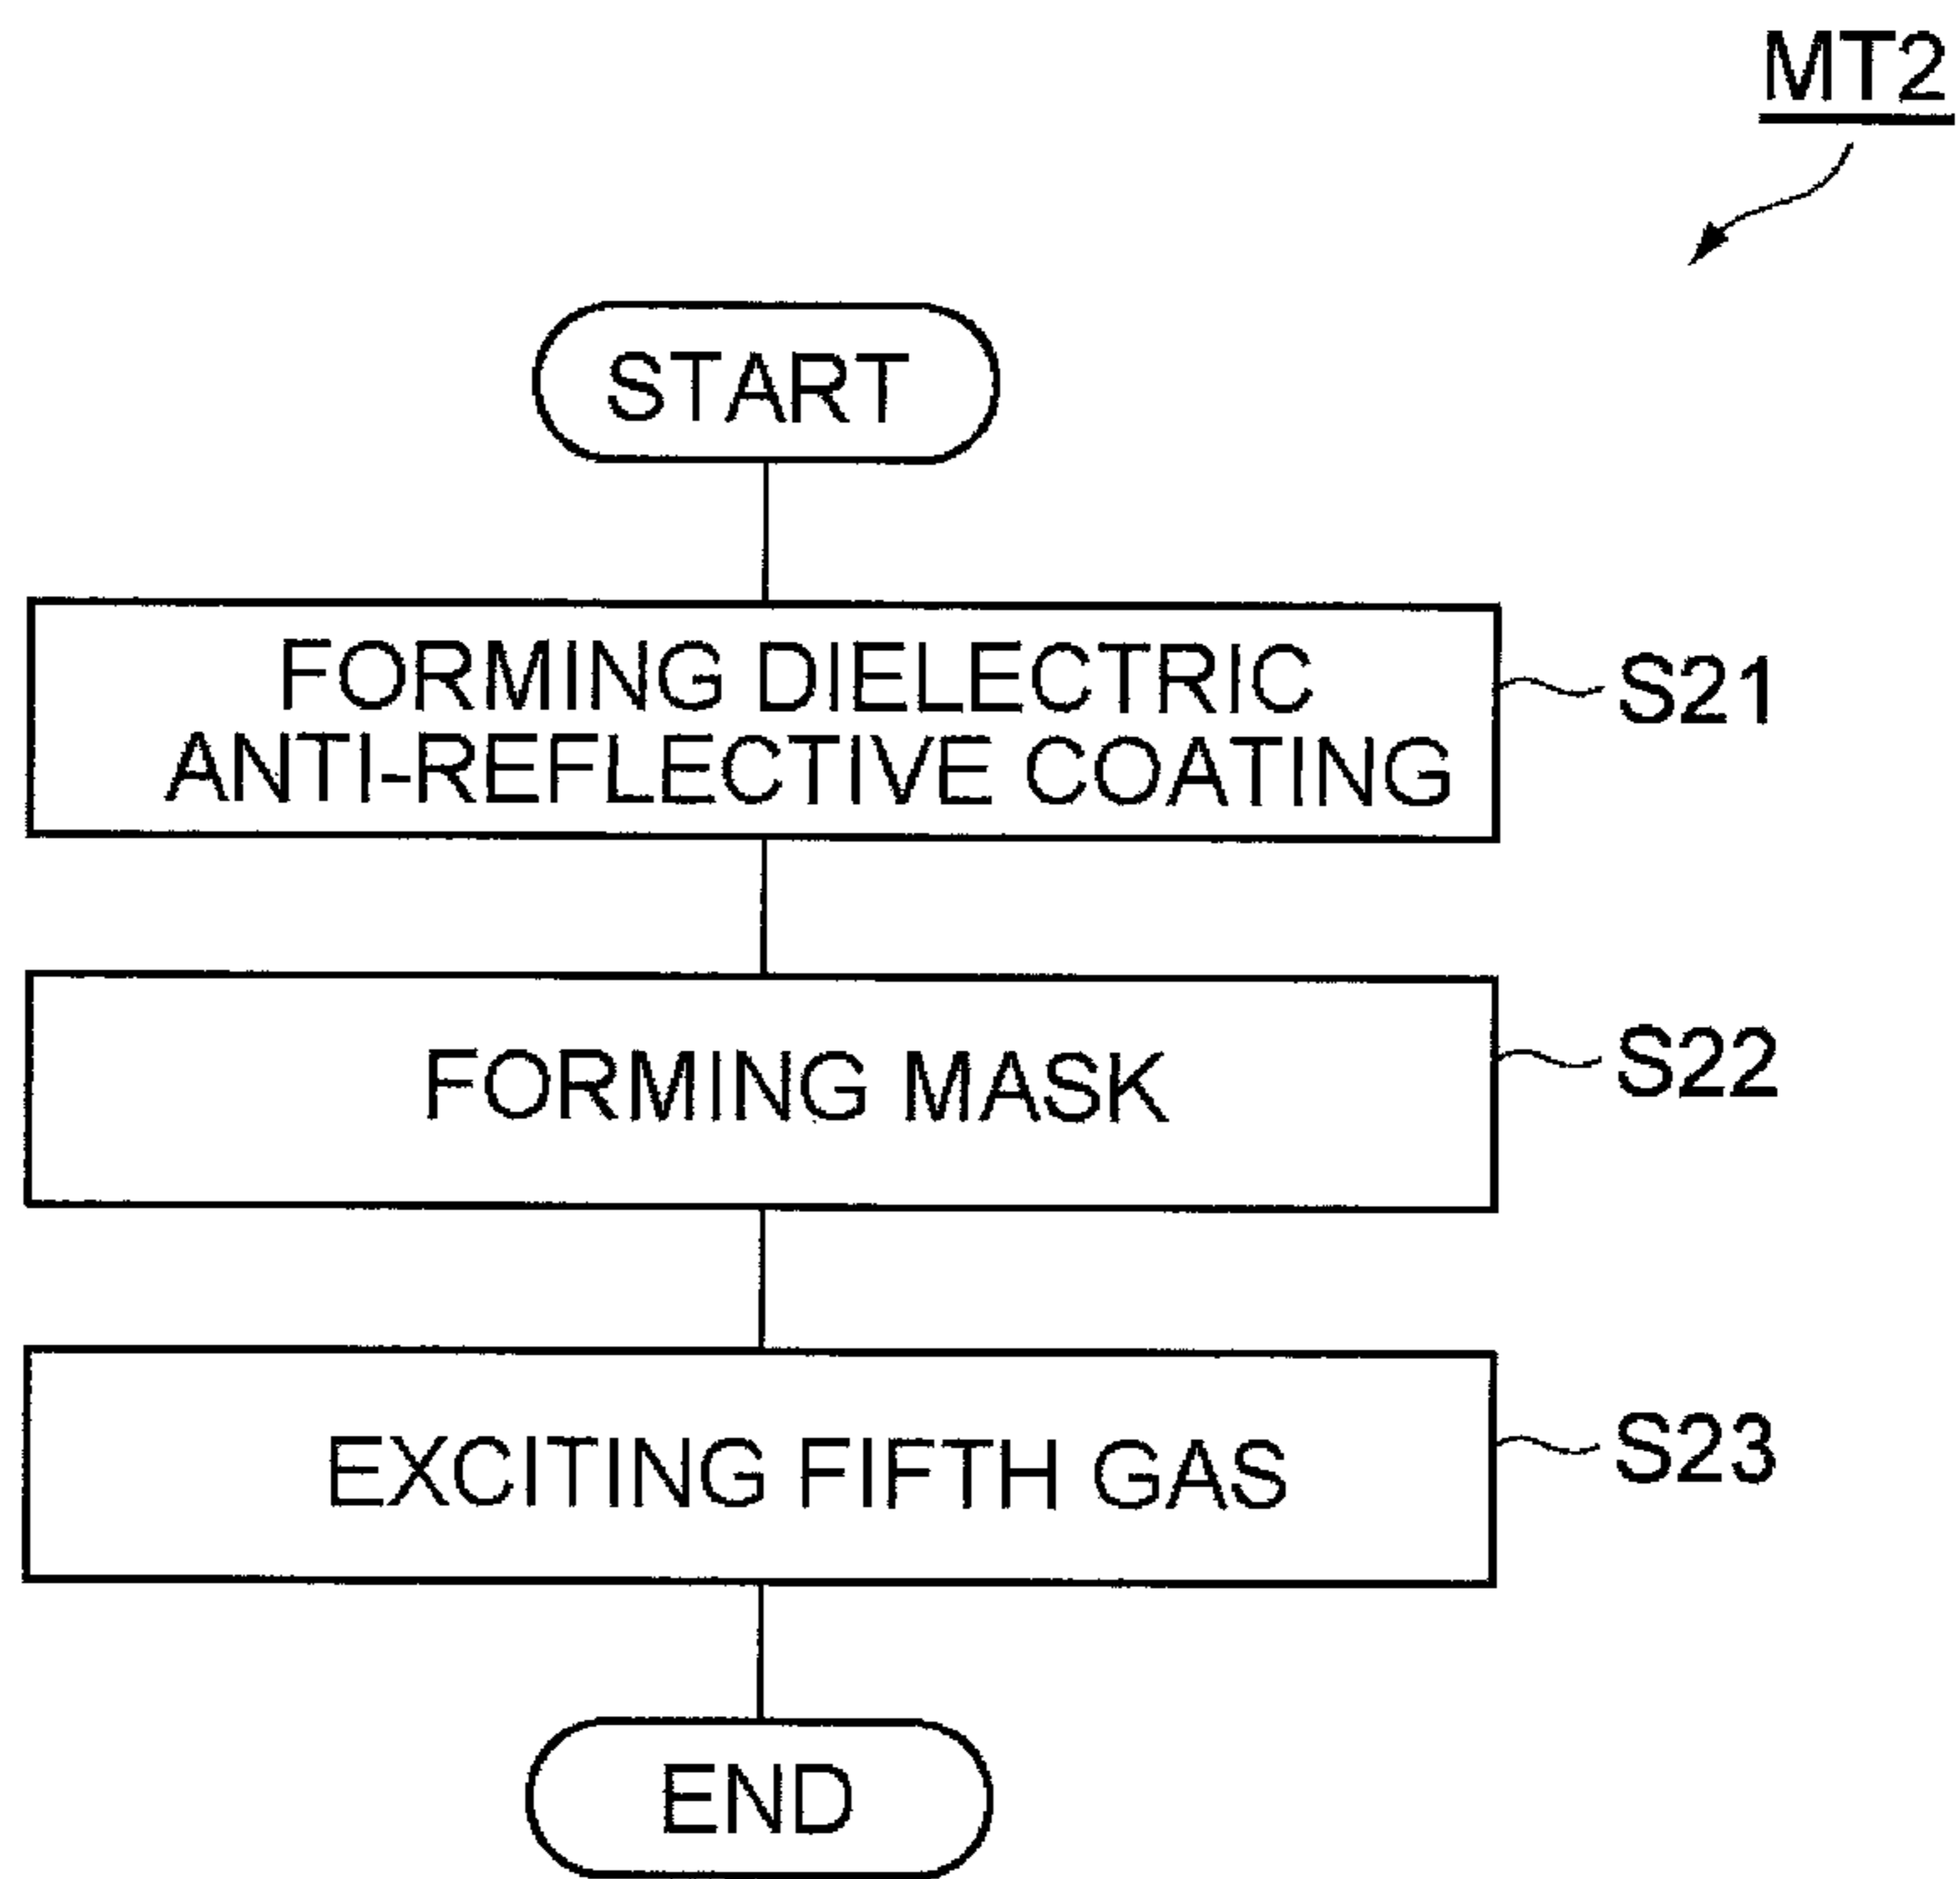 MT2
START
FORMING DIELECTRIC
ANTI-REFLECTIVE COATING
S21
FORMING MASK
S22
EXCITING FIFTH GAS
S23
END